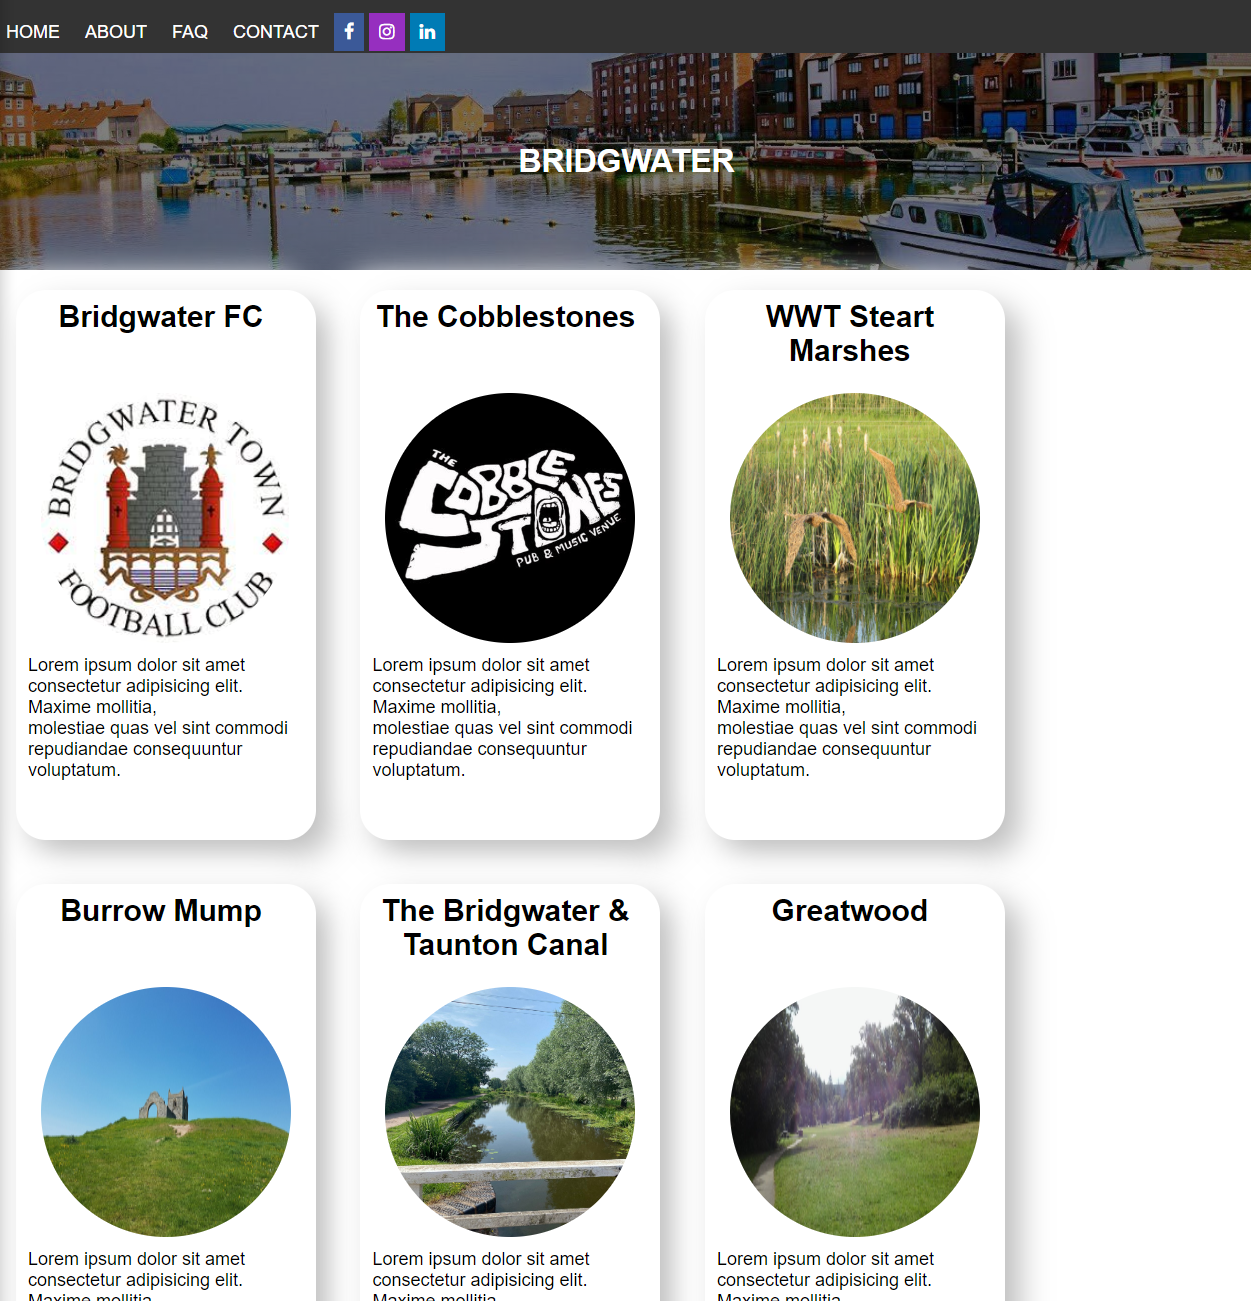 HOME ABOUT FAQ CONTACT
BRIDGWATER
Bridgwater FC
BRIDGWATER TOWN
FOOTBALL CLUB
Lorem ipsum dolor sit amet
consectetur adipisicing elit.
Maxime mollitia,
molestiae quas vel sint commodi
repudiandae consequuntur
voluptatum.
The Cobblestones
THE
COBBLE
STONES
PUB & MUSIC VENUE
Lorem ipsum dolor sit amet
consectetur adipisicing elit.
Maxime mollitia,
molestiae quas vel sint commodi
repudiandae consequuntur
voluptatum.
WWT Steart
Marshes
Lorem ipsum dolor sit amet
consectetur adipisicing elit.
Maxime mollitia,
molestiae quas vel sint commodi
repudiandae consequuntur
voluptatum.
Burrow Mump
Lorem ipsum dolor sit amet
consectetur adipisicing elit.
Maxime mollitia,
The Bridgwater &
Taunton Canal
Lorem ipsum dolor sit amet
consectetur adipisicing elit.
Maxime mollitia,
Greatwood
Lorem ipsum dolor sit amet
consectetur adipisicing elit.
Maxime mollitia,